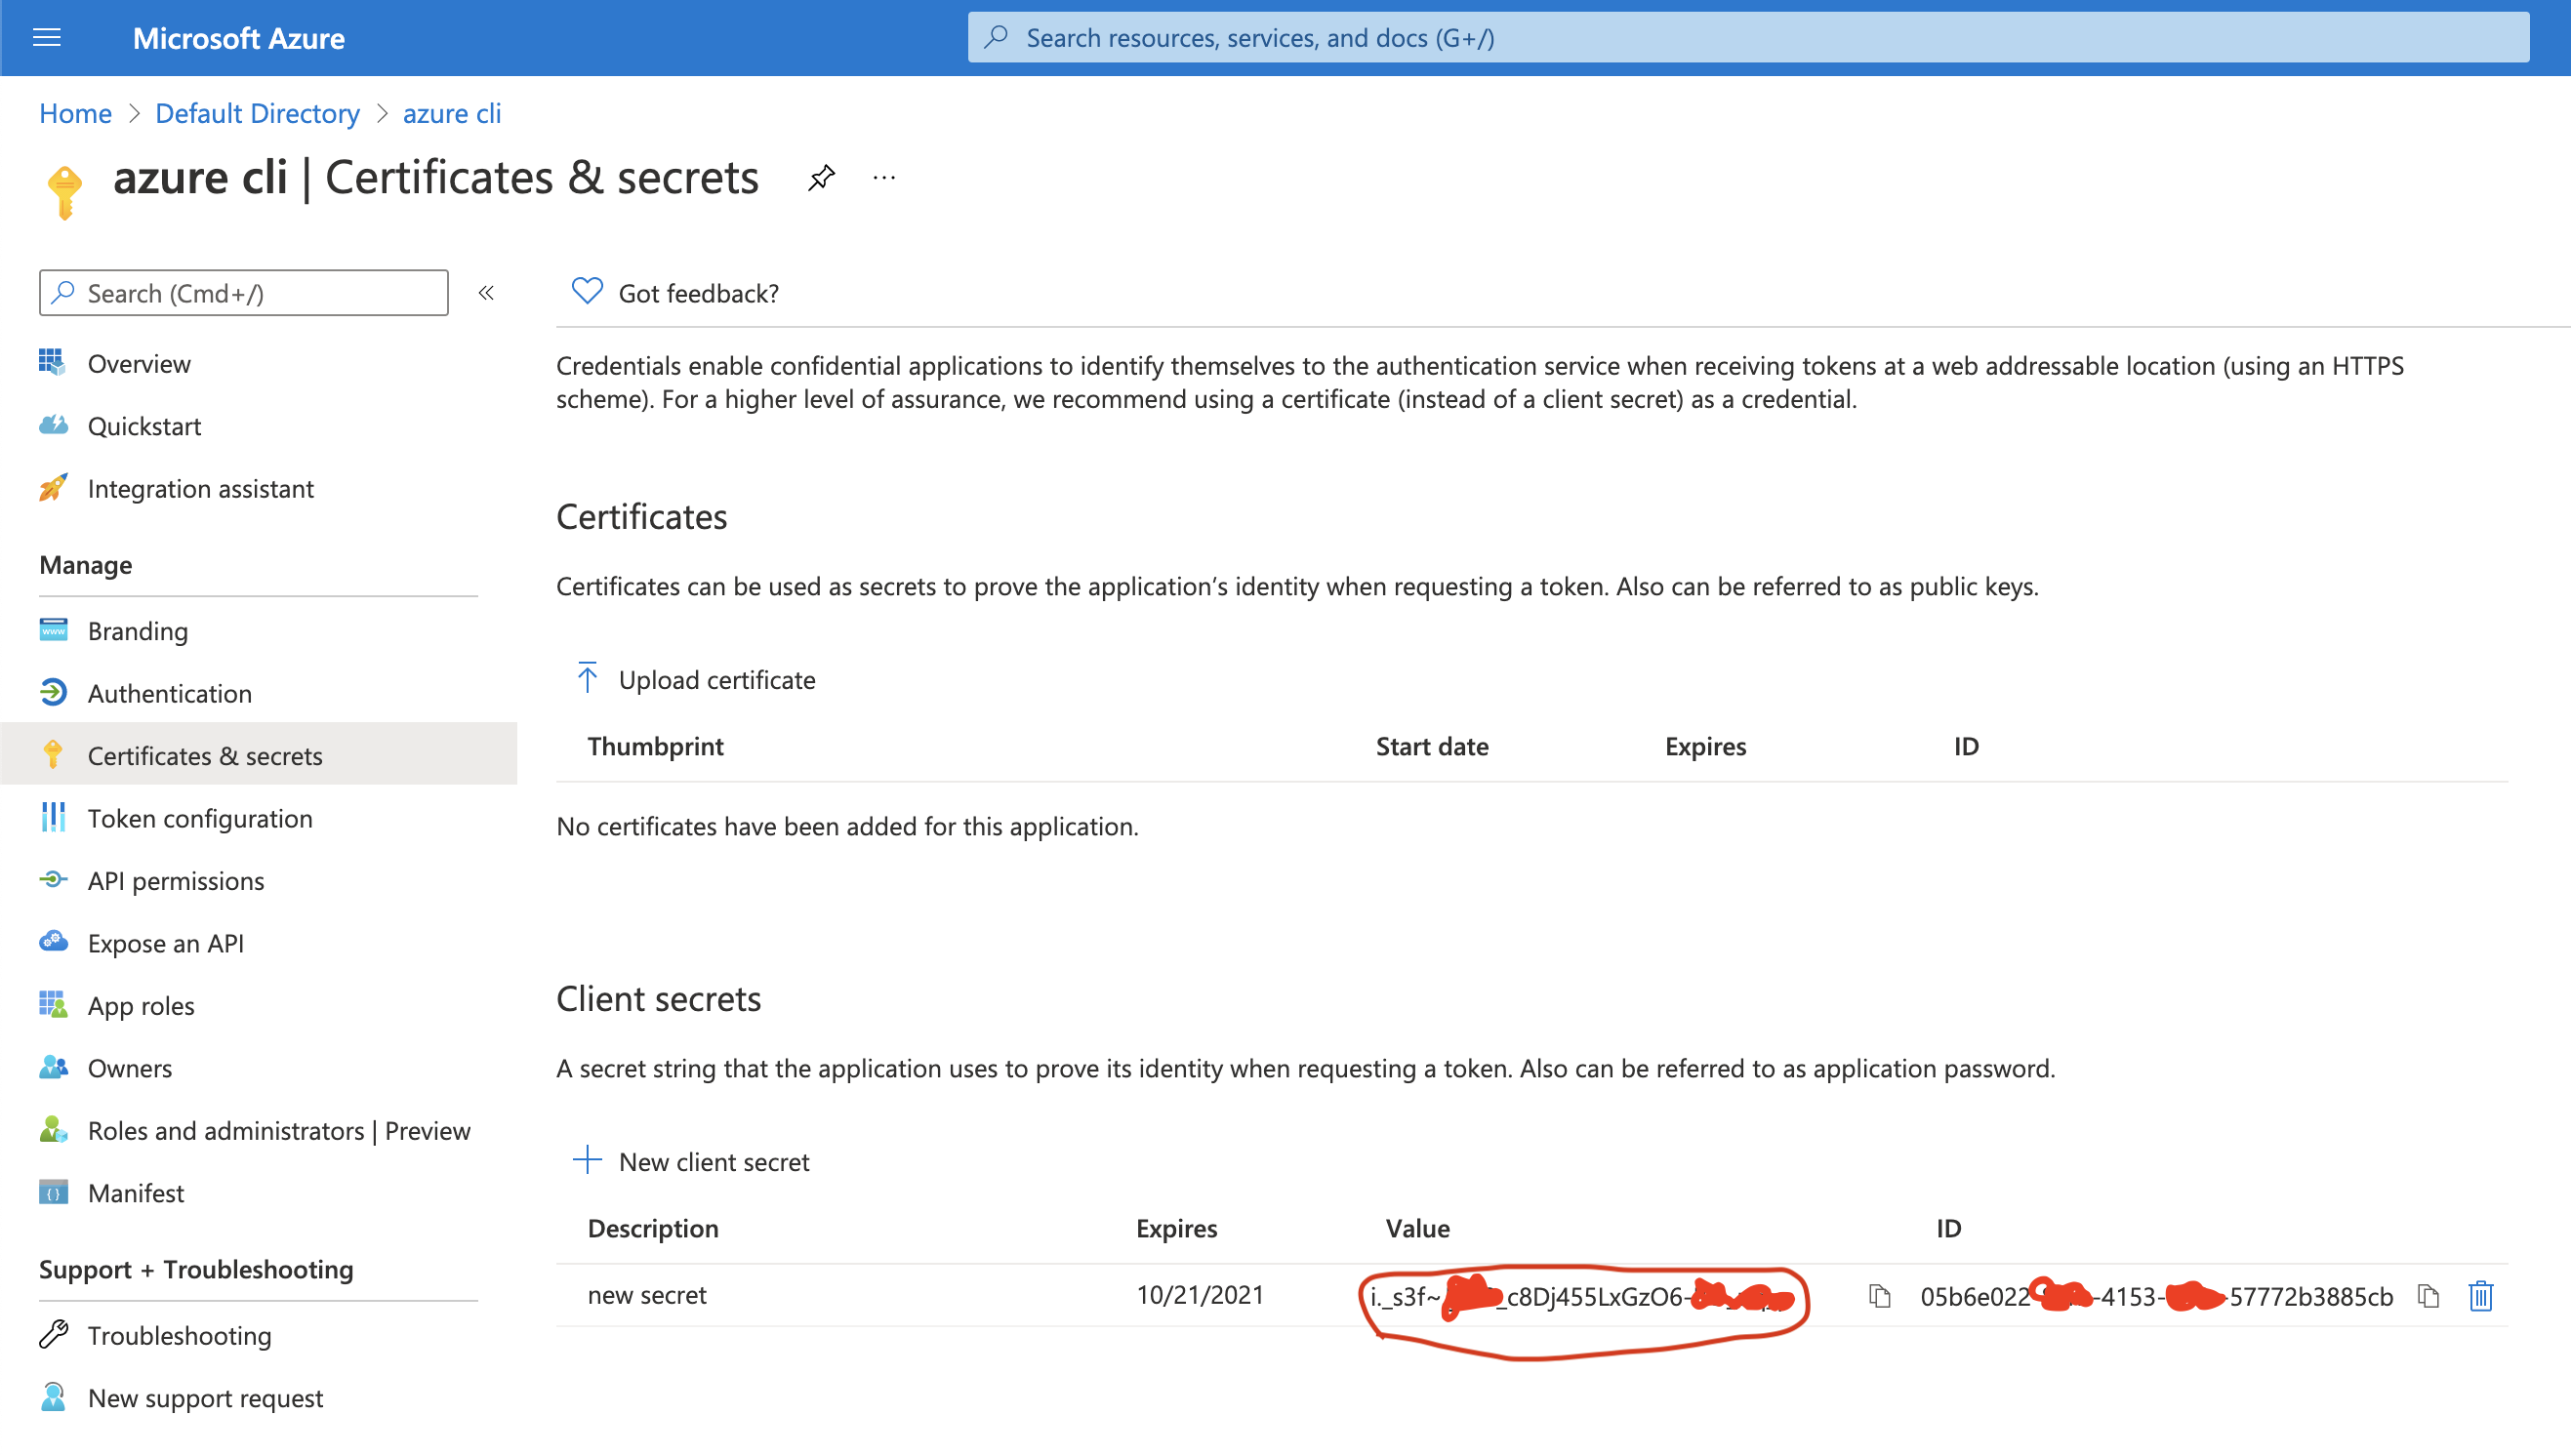 Microsoft Azure
Search resources, services, and docs (G+/)
Home > Default Directory > azure cli
azure cli | Certificates & secrets
Search (Cmd+/)
Overview
Quickstart
Integration assistant
Manage
Branding
Authentication
Certificates & secrets
Token configuration
API permissions
Expose an API
App roles
Owners
Roles and administrators | Preview
Manifest
Support + Troubleshooting
Troubleshooting
New support request
Got feedback?
Credentials enable confidential applications to identify themselves to the authentication service when receiving tokens at a web addressable location (using an HTTPS
scheme). For a higher level of assurance, we recommend using a certificate (instead of a client secret) as a credential.
Certificates
Certificates can be used as secrets to prove the application’s identity when requesting a token. Also can be referred to as public keys.
Upload certificate
Thumbprint Start date Expires ID
No certificates have been added for this application.
Client secrets
A secret string that the application uses to prove its identity when requesting a token. Also can be referred to as application password.
New client secret
Description Expires Value ID
new secret 10/21/2021 i._s3f~ _c8Dj455LxGzO6- 05b6e022- -4153- -57772b3885cb